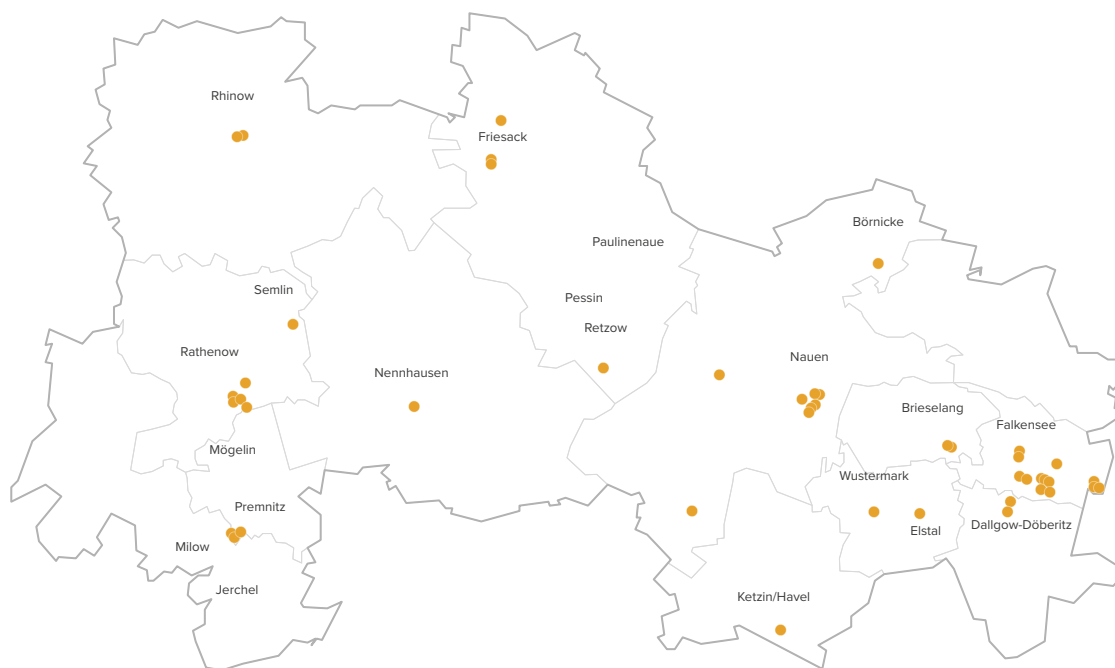 Rhinow
Friesack
Börnicke
Paulinenaue
Semlin
Pessin
Retzow
Rathenow
Nennhausen
Nauen
Brieselang
Falkensee
Mögelin
Wustermark
Premnitz
Elstal
Dallgow-Döberitz
Milow
Jerchel
Ketzin/Havel